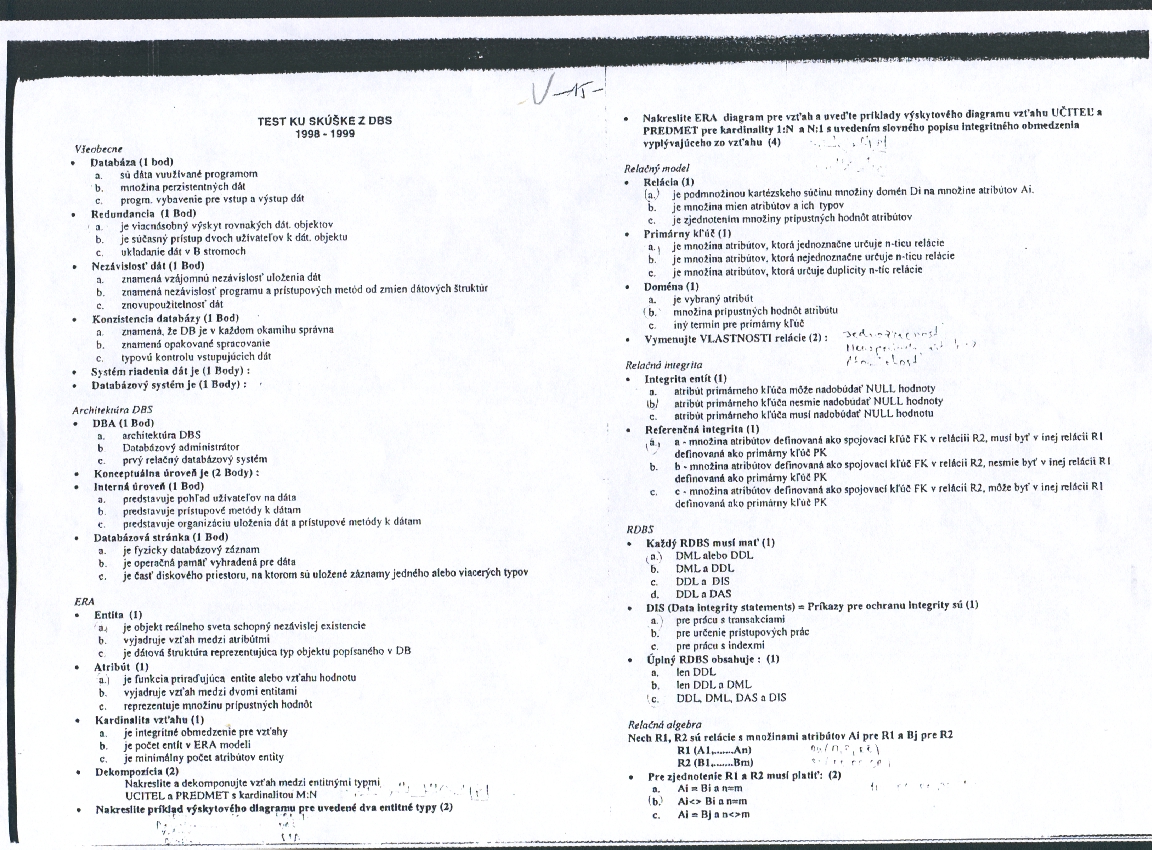 V -15-
TEST KU SKÚŠKE Z DBS
1998 - 1999
Všeobecne
• Databáza (1 bod)
a. sú dáta vuužívané programom
b. množina perzistentných dát
c. progm. vybavenie pre vstup a výstup dát
• Redundancia (1 Bod)
a. je viacnásobný výskyt rovnakých dát. objektov
b. je súčasný prístup dvoch užívateľov k dát. objektu
c. ukladanie dát v B stromoch
• Nezávislosť dát (1 Bod)
a. znamená vzájomnú nezávislosť uloženia dát
b. znamená nezávislosť programu a prístupových metód od zmien dátových štruktúr
c. znovupoužitelnosť dát
• Konzistencia databázy (1 Bod)
a. znamená, že DB je v každom okamihu správna
b. znamená opakované spracovanie
c. typovú kontrolu vstupujúcich dát
• Systém riadenia dát je (1 Body) :
• Databázový systém je (1 Body) :
Architektúra DBS
• DBA (1 Bod)
a. architektúra DBS
b. Databázový administrátor
c. prvý relačný databázový systém
• Konceptuálna úroveň je (2 Body) :
• Interná úroveň (1 Bod)
a. predstavuje pohľad užívateľov na dáta
b. predstavuje prístupové metódy k dátam
c. predstavuje organizáciu uloženia dát a prístupové metódy k dátam
• Databázová stránka (1 Bod)
a. je fyzicky databázový záznam
b. je operačná pamäť vyhradená pre dáta
c. je časť diskového priestoru, na ktorom sú uložené záznamy jedného alebo viacerých typov
ERA
• Entita (1)
a. je objekt reálneho sveta schopný nezávislej existencie
b. vyjadruje vzťah medzi atribútmi
c. je dátová štruktúra reprezentujúca typ objektu popísaného v DB
• Atribút (1)
a. je funkcia priraďujúca entite alebo vzťahu hodnotu
b. vyjadruje vzťah medzi dvomi entitami
c. reprezentuje množinu prípustných hodnôt
• Kardinalita vzťahu (1)
a. je integritné obmedzenie pre vzťahy
b. je počet entít v ERA modeli
c. je minimálny počet atribútov entity
• Dekompozícia (2)
Nakreslite a dekomponujte vzťah medzi entitnými typmi
UCITEL a PREDMET s kardinalitou M:N
• Nakreslite príklad výskytového diagramu pre uvedené dva entitné typy (2)
• Nakreslite ERA diagram pre vzťah a uveďte príklady výskytového diagramu vzťahu UČITEĽ a
PREDMET pre kardinality 1:N a N:1 s uvedením slovného popisu integritného obmedzenia
vyplývajúceho zo vzťahu (4)
Relačný model
• Relácia (1)
a. je podmnožinou kartézskeho súčinu množiny domén Di na množine atribútov Ai.
b. je množina mien atribútov a ich typov
c. je zjednotením množiny prípustných hodnôt atribútov
• Primárny kľúč (1)
a. je množina atribútov, ktorá jednoznačne určuje n-ticu relácie
b. je množina atribútov, ktorá nejednoznačne určuje n-ticu relácie
c. je množina atribútov, ktorá určuje duplicity n-tíc relácie
• Doména (1)
a. je vybraný atribút
b. množina prípustných hodnôt atribútu
c. iný termín pre primárny kľúč
• Vymenujte VLASTNOSTI relácie (2) :
Relačná integrita
• Integrita entít (1)
a. atribút primárneho kľúča môže nadobúdať NULL hodnoty
b. atribút primárneho kľúča nesmie nadobudať NULL hodnoty
c. atribút primárneho kľúča musí nadobúdať NULL hodnotu
• Referenčná integrita (1)
a. a - množina atribútov definovaná ako spojovací kľúč FK v reláciii R2, musí byť v inej relácií R1
definovaná ako primárny kľúč PK
b. b - množina atribútov definovaná ako spojovací kľúč FK v relácii R2, nesmie byť v inej relácii R1
definovaná ako primárny kľúč PK
c. c - množina atribútov definovaná ako spojovací kľúč FK v relácii R2, môže byť v inej relácii R1
definovaná ako primárny kľúč PK
RDBS
• Každý RDBS musí mať (1)
a. DML alebo DDL
b. DML a DDL
c. DDL a DIS
d. DDL a DAS
• DIS (Data integrity statements) = Príkazy pre ochranu integrity sú (1)
a. pre prácu s transakciami
b. pre určenie prístupových prác
c. pre prácu s indexmi
• Úplný RDBS obsahuje : (1)
a. len DDL
b. len DDL a DML
c. DDL, DML, DAS a DIS
Relačná algebra
Nech R1, R2 sú relácie s množinami atribútov Ai pre R1 a Bj pre R2
R1 (A1,.......An)
R2 (B1,.......Bm)
• Pre zjednotenie R1 a R2 musí platiť: (2)
a. Ai = Bi a n=m
b. Ai<> Bi a n=m
c. Ai = Bj a n<>m